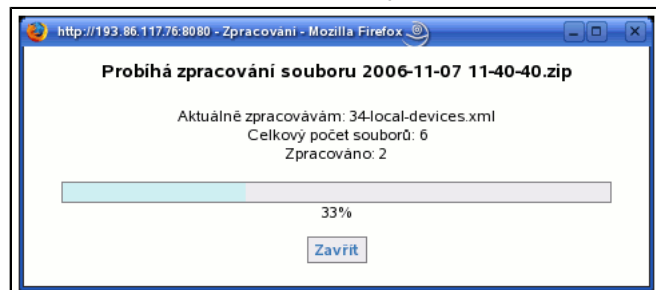 http://193.86.117.76:8080 - Zpracování - Mozilla Firefox
Probíhá zpracování souboru 2006-11-07 11-40-40.zip
Aktuálně zpracovávám: 34-local-devices.xml
Celkový počet souborů: 6
Zpracováno: 2
33%
Zavřít